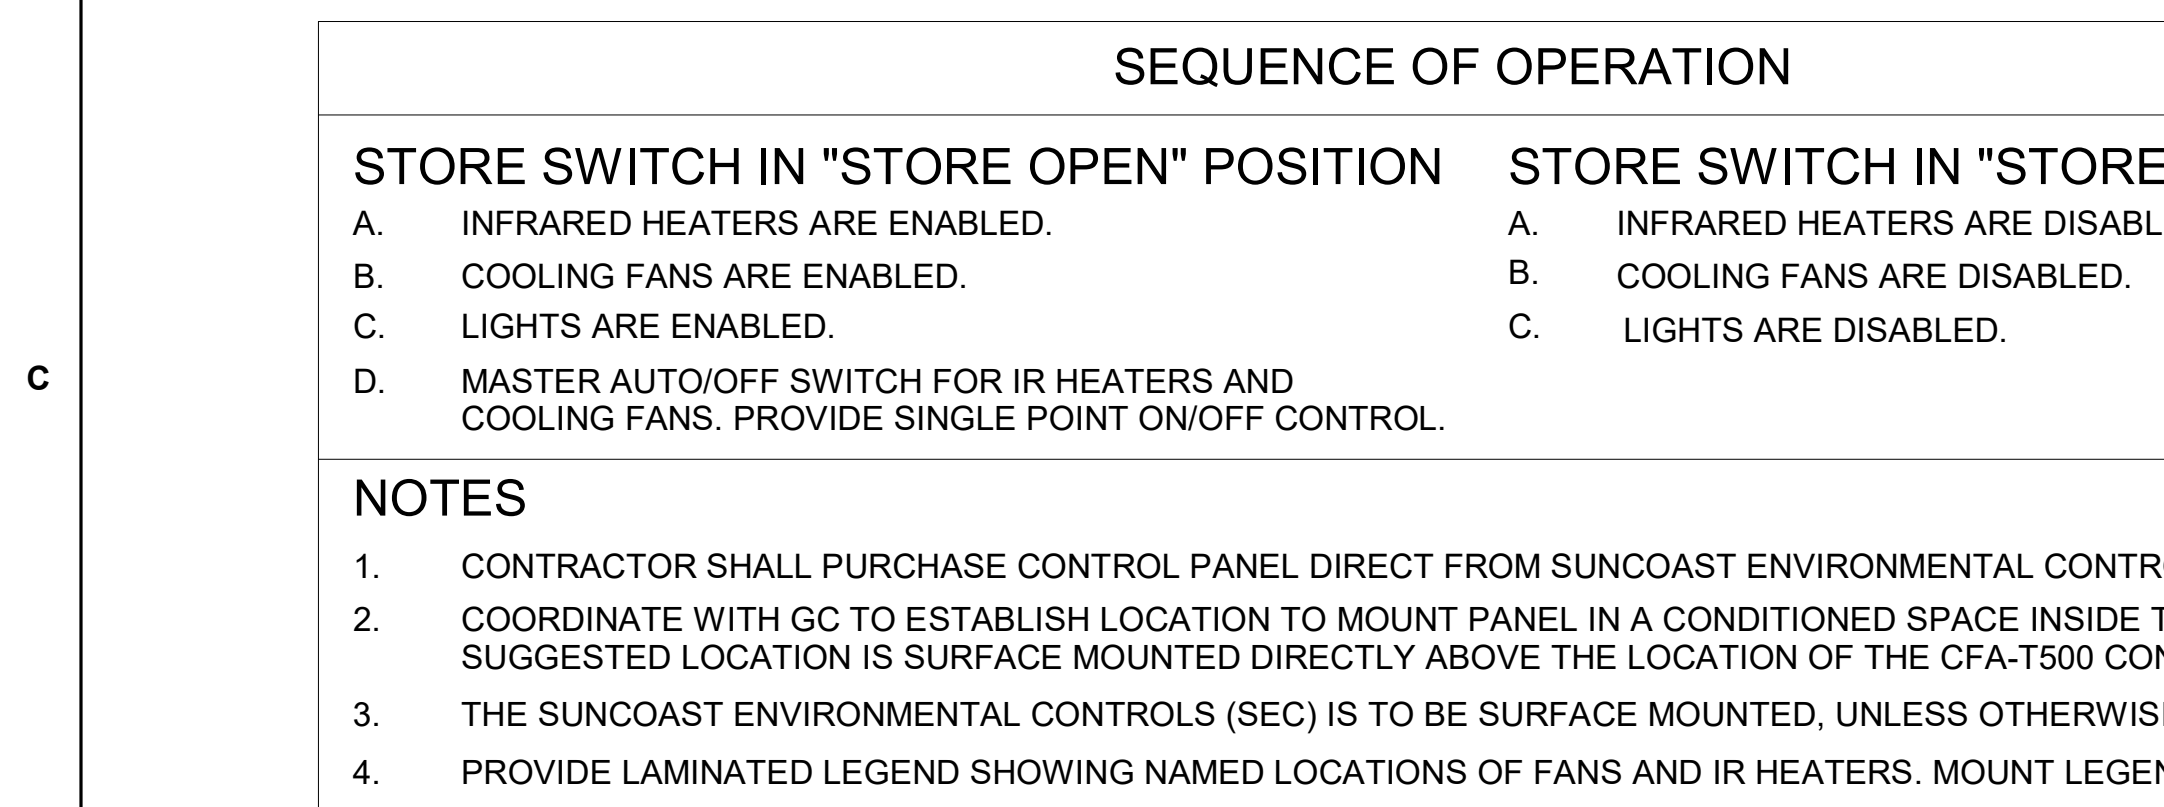 SEQUENCE OF OPERATION
STORE SWITCH IN "STORE OPEN" POSITION
A. INFRARED HEATERS ARE ENABLED.
B. COOLING FANS ARE ENABLED.
C. LIGHTS ARE ENABLED.
D. MASTER AUTO/OFF SWITCH FOR IR HEATERS AND
COOLING FANS. PROVIDE SINGLE POINT ON/OFF CONTROL.
STORE SWITCH IN "STORE
A. INFRARED HEATERS ARE DISABL
B. COOLING FANS ARE DISABLED.
C. LIGHTS ARE DISABLED.
C
NOTES
1. CONTRACTOR SHALL PURCHASE CONTROL PANEL DIRECT FROM SUNCOAST ENVIRONMENTAL CONTR
2. COORDINATE WITH GC TO ESTABLISH LOCATION TO MOUNT PANEL IN A CONDITIONED SPACE INSIDE T
SUGGESTED LOCATION IS SURFACE MOUNTED DIRECTLY ABOVE THE LOCATION OF THE CFA-T500 CON
3. THE SUNCOAST ENVIRONMENTAL CONTROLS (SEC) IS TO BE SURFACE MOUNTED, UNLESS OTHERWIS
4. PROVIDE LAMINATED LEGEND SHOWING NAMED LOCATIONS OF FANS AND IR HEATERS. MOUNT LEGEN